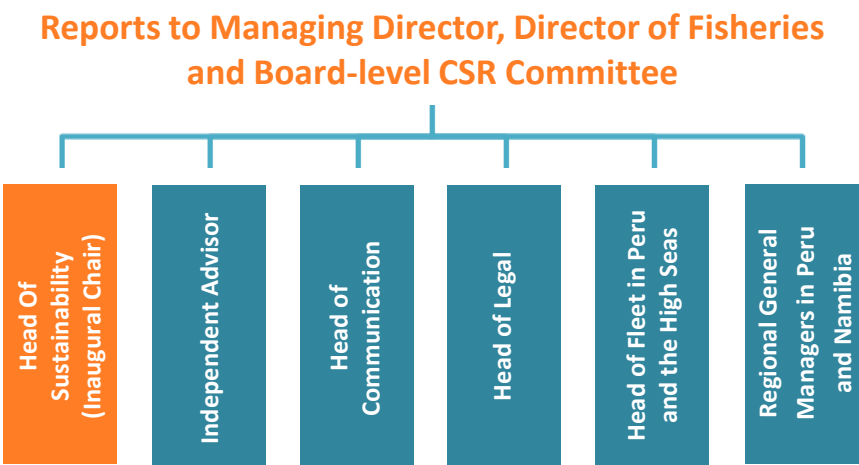 Reports to Managing Director, Director of Fisheries
and Board-level CSR Committee
Head Of
Sustainability
(Inaugural Chair)
Independent Advisor
Head of
Communication
Head of Legal
Head of Fleet in Peru
and the High Seas
Regional General
Managers in Peru
and Namibia